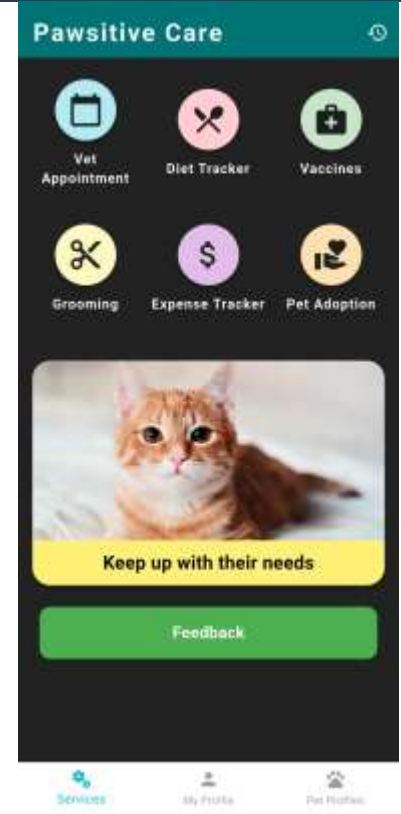 Pawsitive Care
Vet
Appointment
Diet Tracker
Vaccines
Grooming
Expense Tracker
Pet Adoption
Keep up with their needs
Feedback
Services
My Profile
Pet Profiles